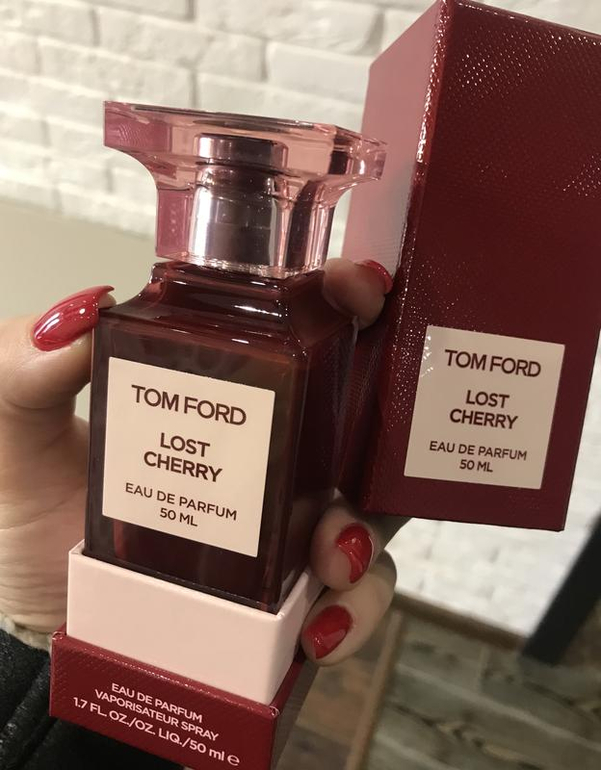 TOM FORD
LOST
CHERRY
EAU DE PARFUM
50 ML
TOM FORD
LOST
CHERRY
EAU DE PARFUM
50 ML
EAU DE PARFUM
VAPORISATEUR SPRAY
1.7 FL. OZ./OZ. LIQ./50 ml ℮